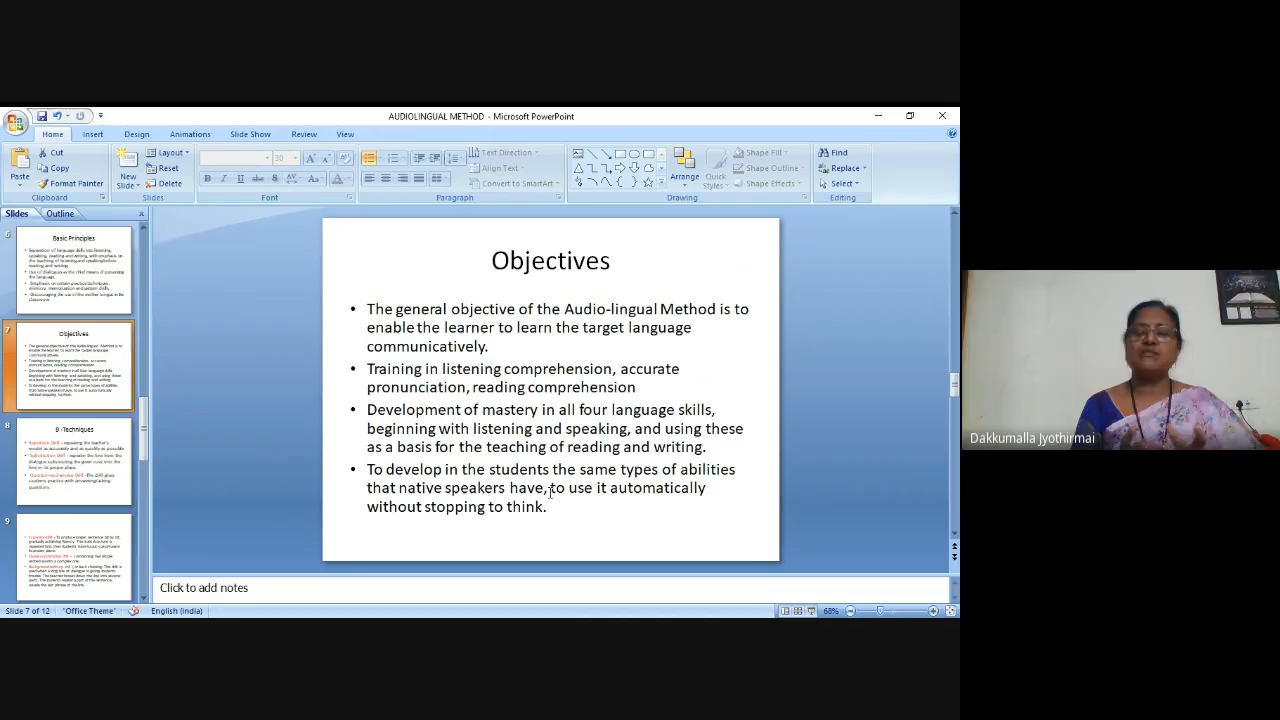 AUDIOLINGUAL METHOD - Microsoft PowerPoint
Home Insert Design Animations Slide Show Review View
Paste
Cut
Copy
Format Painter
Clipboard
New
Slide
Layout
Reset
Delete
Slides
30
Font
Text Direction
Align Text
Convert to SmartArt
Paragraph
Arrange
Quick
Styles
Shape Fill
Shape Outline
Shape Effects
Drawing
Find
Replace
Select
Editing
Slides Outline
6
Basic Principles
7
Objectives
8
9 -Techniques
9
Objectives
• The general objective of the Audio-lingual Method is to
enable the learner to learn the target language
communicatively.
• Training in listening comprehension, accurate
pronunciation, reading comprehension
• Development of mastery in all four language skills,
beginning with listening and speaking, and using these
as a basis for the teaching of reading and writing.
• To develop in the students the same types of abilities
that native speakers have, to use it automatically
without stopping to think.
Click to add notes
Slide 7 of 12 "Office Theme" English (India) 68%
Dakkumalla Jyothirmai